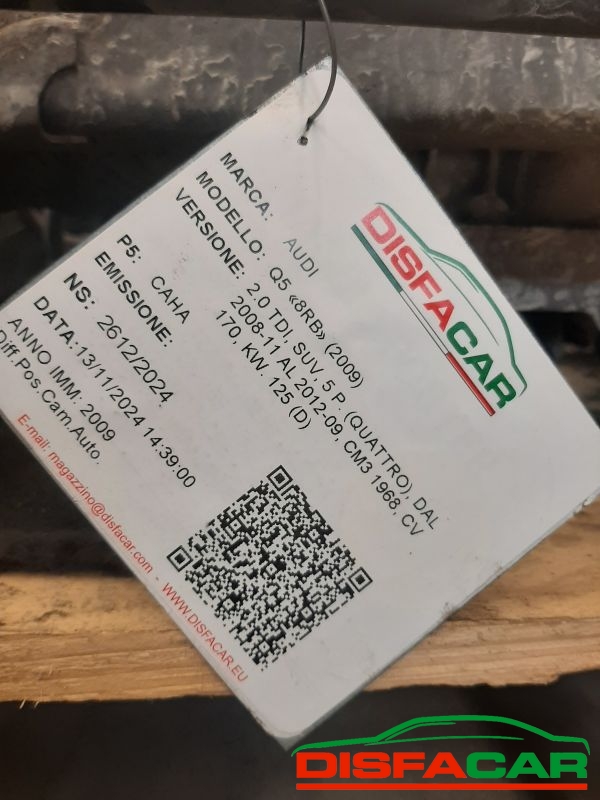 DISFACAR
MARCA: AUDI
MODELLO: Q5 «8RB» (2009)
VERSIONE: 2.0 TDI, SUV, 5 P. (QUATTRO), DAL
2008-11 AL 2012-09, CM3 1968, CV
170, KW. 125 (D)
P5: CAHA
EMISSIONE:
NS: 2612/2024
DATA:13/11/2024 14:39:00
ANNO IMM: 2009
Diff.Pos.Cam.Auto.
E-mail: magazzino@disfacar.com - WWW.DISFACAR.EU
DISFACAR